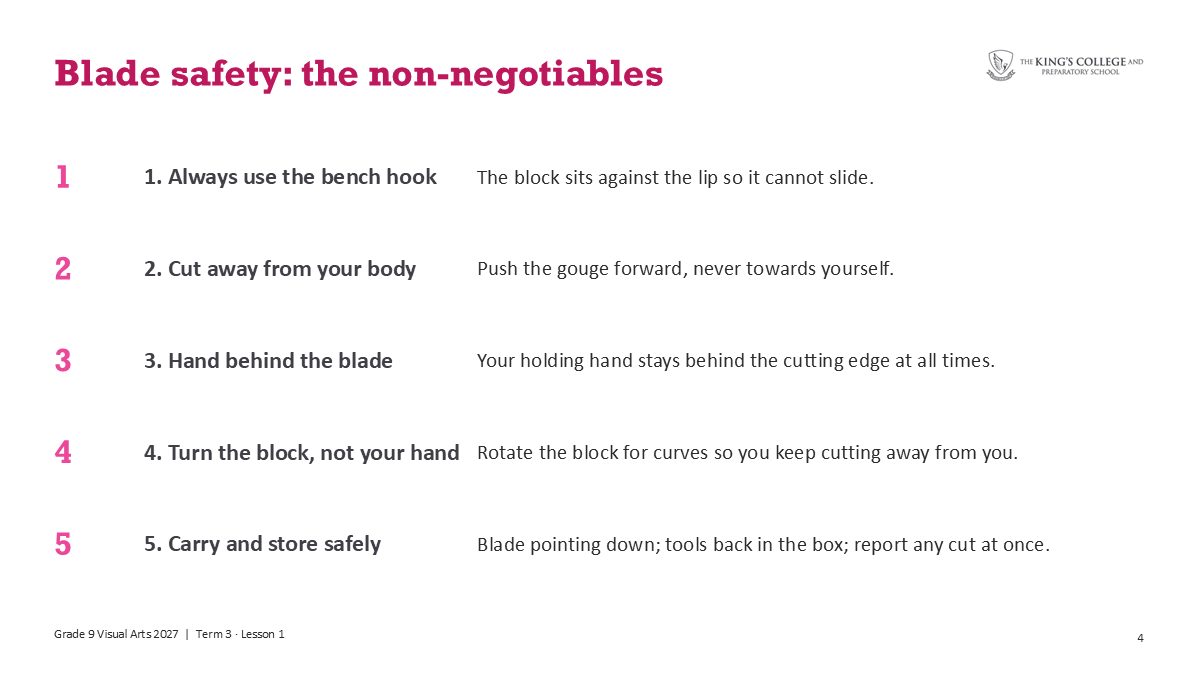 Blade safety: the non-negotiables
THE KING'S COLLEGE AND
PREPARATORY SCHOOL
1 1. Always use the bench hook The block sits against the lip so it cannot slide.
2 2. Cut away from your body Push the gouge forward, never towards yourself.
3 3. Hand behind the blade Your holding hand stays behind the cutting edge at all times.
4 4. Turn the block, not your hand Rotate the block for curves so you keep cutting away from you.
5 5. Carry and store safely Blade pointing down; tools back in the box; report any cut at once.
Grade 9 Visual Arts 2027 | Term 3 · Lesson 1
4